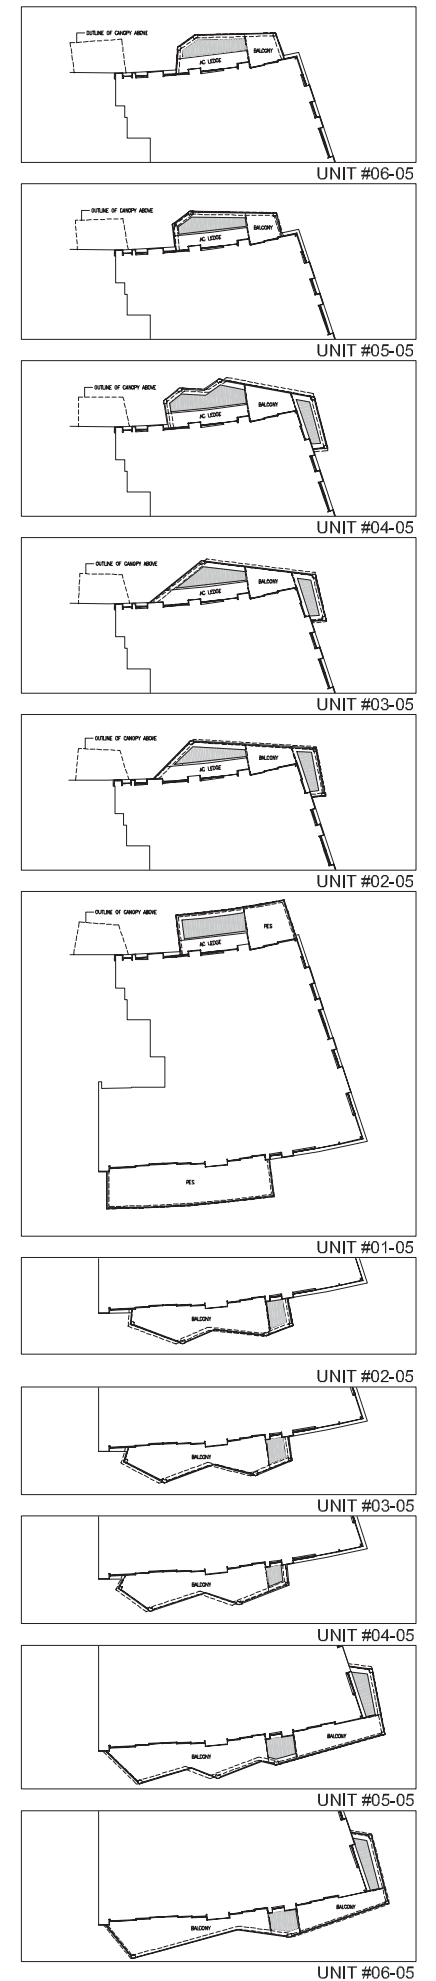 OUTLINE OF CANOPY ABOVE
AC LEDGE
BALCONY
UNIT #06-05
OUTLINE OF CANOPY ABOVE
AC LEDGE
BALCONY
UNIT #05-05
OUTLINE OF CANOPY ABOVE
AC LEDGE
BALCONY
UNIT #04-05
OUTLINE OF CANOPY ABOVE
AC LEDGE
BALCONY
UNIT #03-05
OUTLINE OF CANOPY ABOVE
AC LEDGE
BALCONY
UNIT #02-05
OUTLINE OF CANOPY ABOVE
AC LEDGE
PES
PES
UNIT #01-05
BALCONY
UNIT #02-05
BALCONY
UNIT #03-05
BALCONY
UNIT #04-05
BALCONY
BALCONY
UNIT #05-05
BALCONY
BALCONY
UNIT #06-05